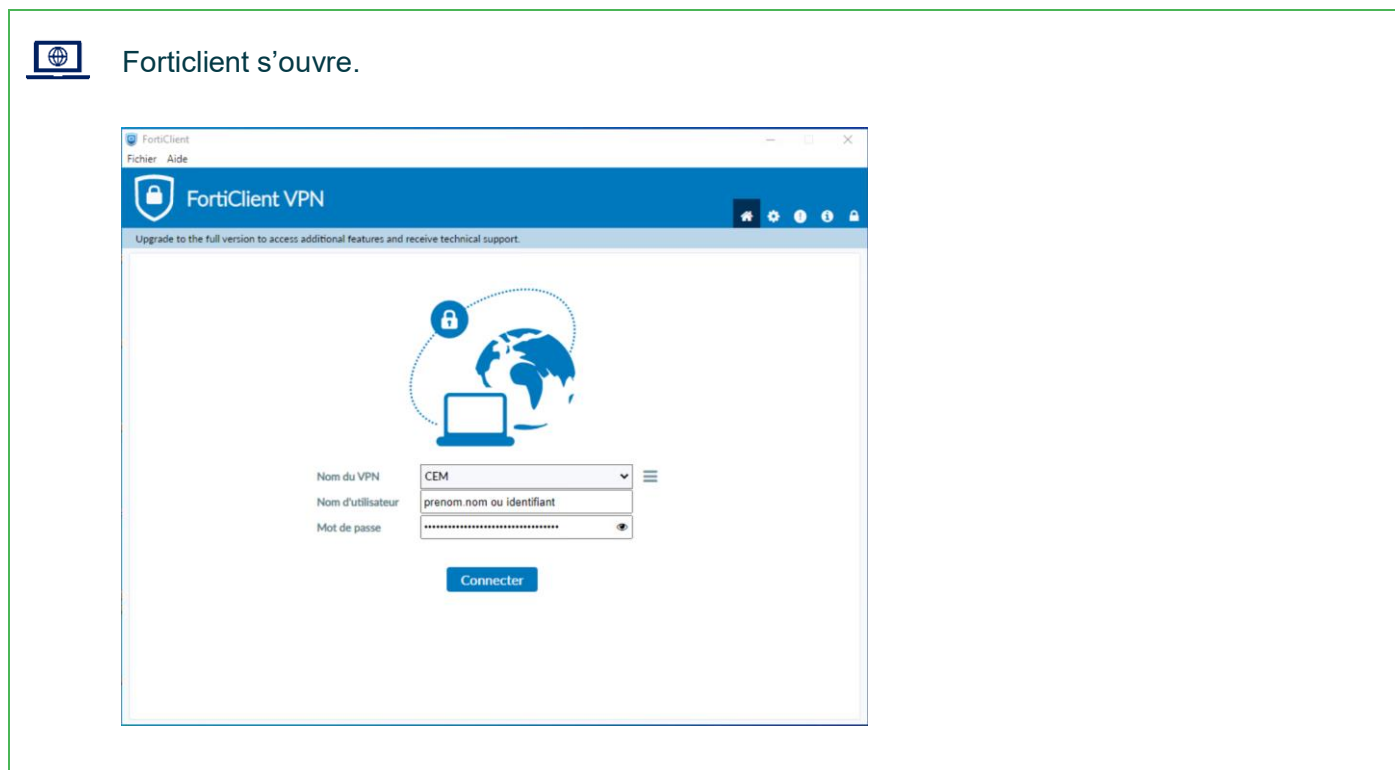 Forticlient s’ouvre.
FortiClient
Fichier Aide
FortiClient VPN
Upgrade to the full version to access additional features and receive technical support.
Nom du VPN CEM
Nom d'utilisateur prenom.nom ou identifiant
Mot de passe ••••••••••••••••••••••••••••••••••
Connecter